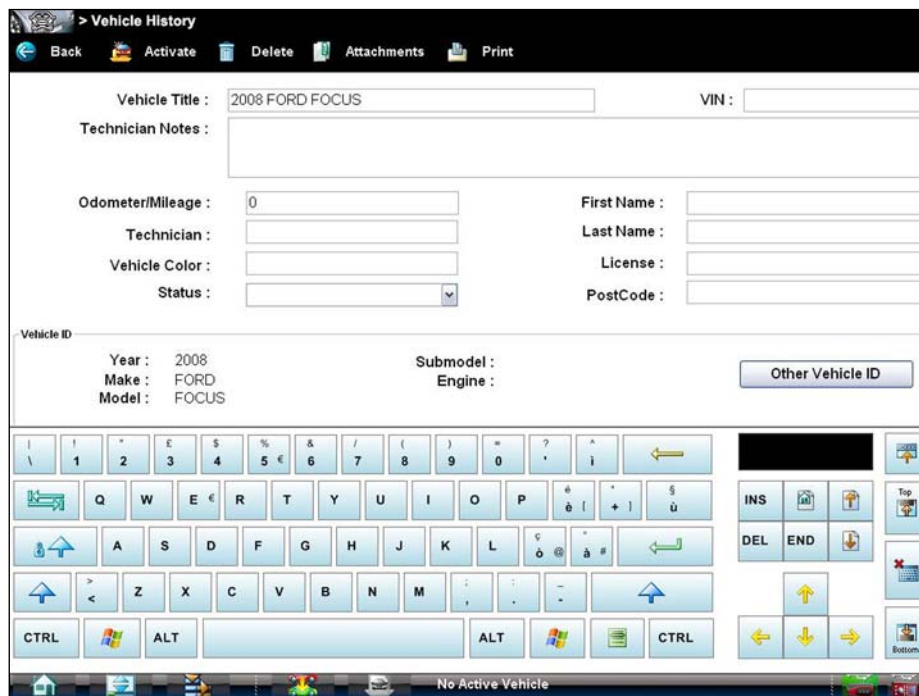 > Vehicle History
Back Activate Delete Attachments Print
Vehicle Title : 2008 FORD FOCUS VIN :
Technician Notes :
Odometer/Mileage : 0 First Name :
Technician : Last Name :
Vehicle Color : License :
Status : PostCode :
Vehicle ID
Year : 2008 Submodel :
Make : FORD Engine :
Model : FOCUS
Other Vehicle ID
| ! " £ $ % & / ( ) = ? ^
\ 1 2 3 4 5 € 6 7 8 9 0 ' ì
Q W E € R T Y U I O P é è [ * + ] § ù INS Top
A S D F G H J K L ç ò @ ° à # DEL END
> < Z X C V B N M ; , : . _ -
CTRL ALT ALT CTRL Bottom
No Active Vehicle